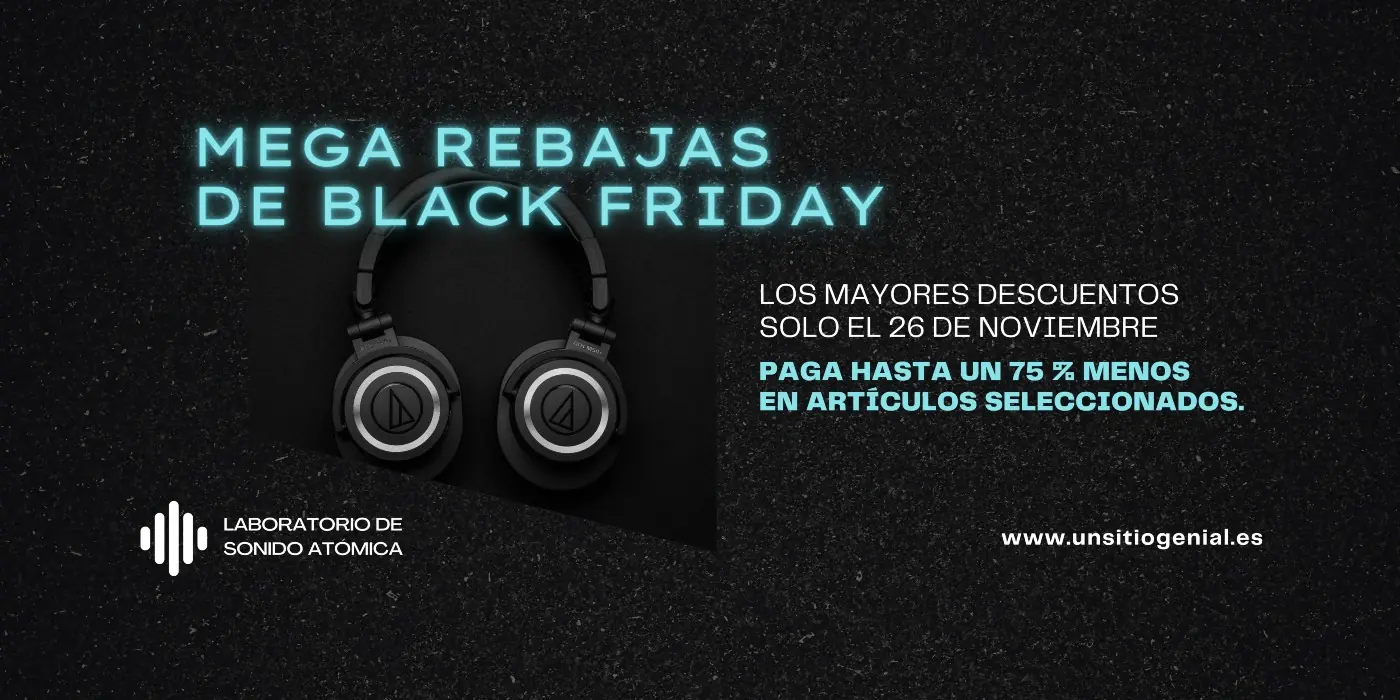 MEGA REBAJAS
DE BLACK FRIDAY
LOS MAYORES DESCUENTOS
SOLO EL 26 DE NOVIEMBRE
PAGA HASTA UN 75 % MENOS
EN ARTÍCULOS SELECCIONADOS.
LABORATORIO DE
SONIDO ATÓMICA
www.unsitiogenial.es